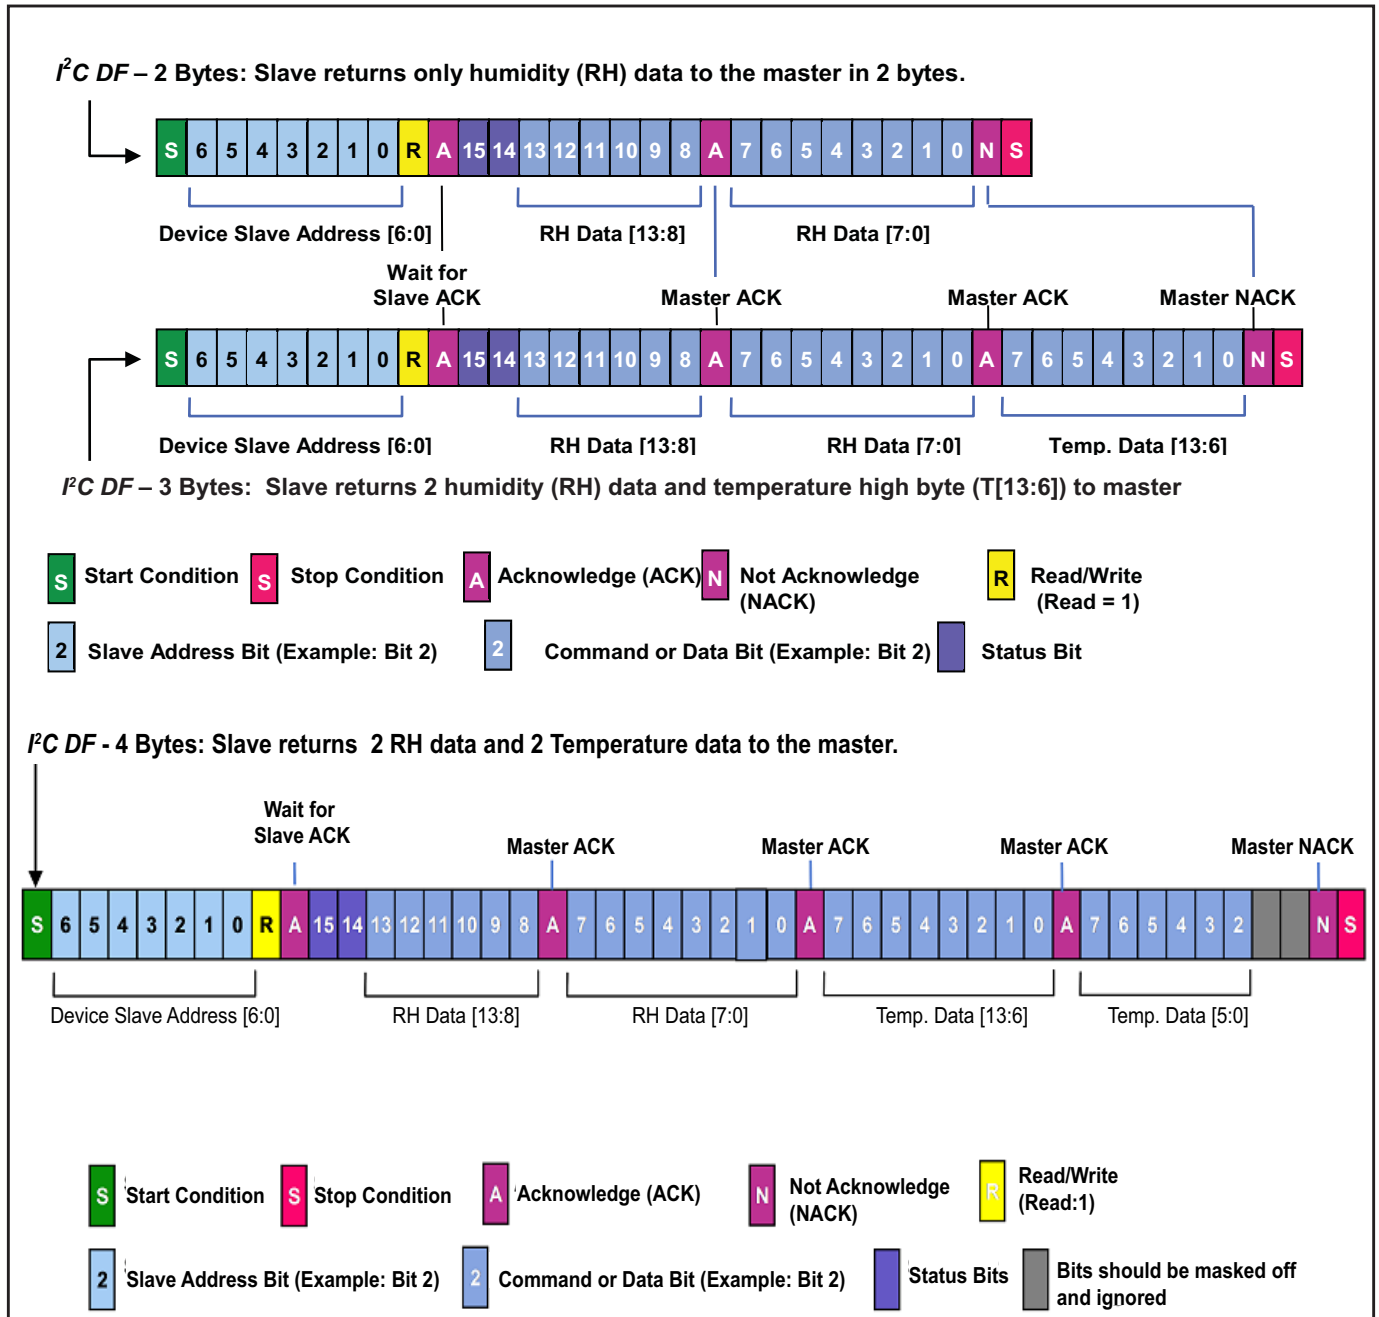 I²C DF – 2 Bytes: Slave returns only humidity (RH) data to the master in 2 bytes.
S 6 5 4 3 2 1 0 R A 15 14 13 12 11 10 9 8 A 7 6 5 4 3 2 1 0 N S
Device Slave Address [6:0] RH Data [13:8] RH Data [7:0]
Wait for
Slave ACK Master ACK Master ACK Master NACK
S 6 5 4 3 2 1 0 R A 15 14 13 12 11 10 9 8 A 7 6 5 4 3 2 1 0 A 7 6 5 4 3 2 1 0 N S
Device Slave Address [6:0] RH Data [13:8] RH Data [7:0] Temp. Data [13:6]
I²C DF – 3 Bytes: Slave returns 2 humidity (RH) data and temperature high byte (T[13:6]) to master
S Start Condition S Stop Condition A Acknowledge (ACK) N Not Acknowledge R Read/Write
(NACK) (Read = 1)
2 Slave Address Bit (Example: Bit 2) 2 Command or Data Bit (Example: Bit 2) Status Bit
I²C DF - 4 Bytes: Slave returns 2 RH data and 2 Temperature data to the master.
Wait for
Slave ACK Master ACK Master ACK Master ACK Master NACK
S 6 5 4 3 2 1 0 R A 15 14 13 12 11 10 9 8 A 7 6 5 4 3 2 1 0 A 7 6 5 4 3 2 1 0 A 7 6 5 4 3 2 N S
Device Slave Address [6:0] RH Data [13:8] RH Data [7:0] Temp. Data [13:6] Temp. Data [5:0]
S Start Condition S Stop Condition A Acknowledge (ACK) N Not Acknowledge R Read/Write
(NACK) (Read:1)
2 Slave Address Bit (Example: Bit 2) 2 Command or Data Bit (Example: Bit 2) Status Bits Bits should be masked off
and ignored